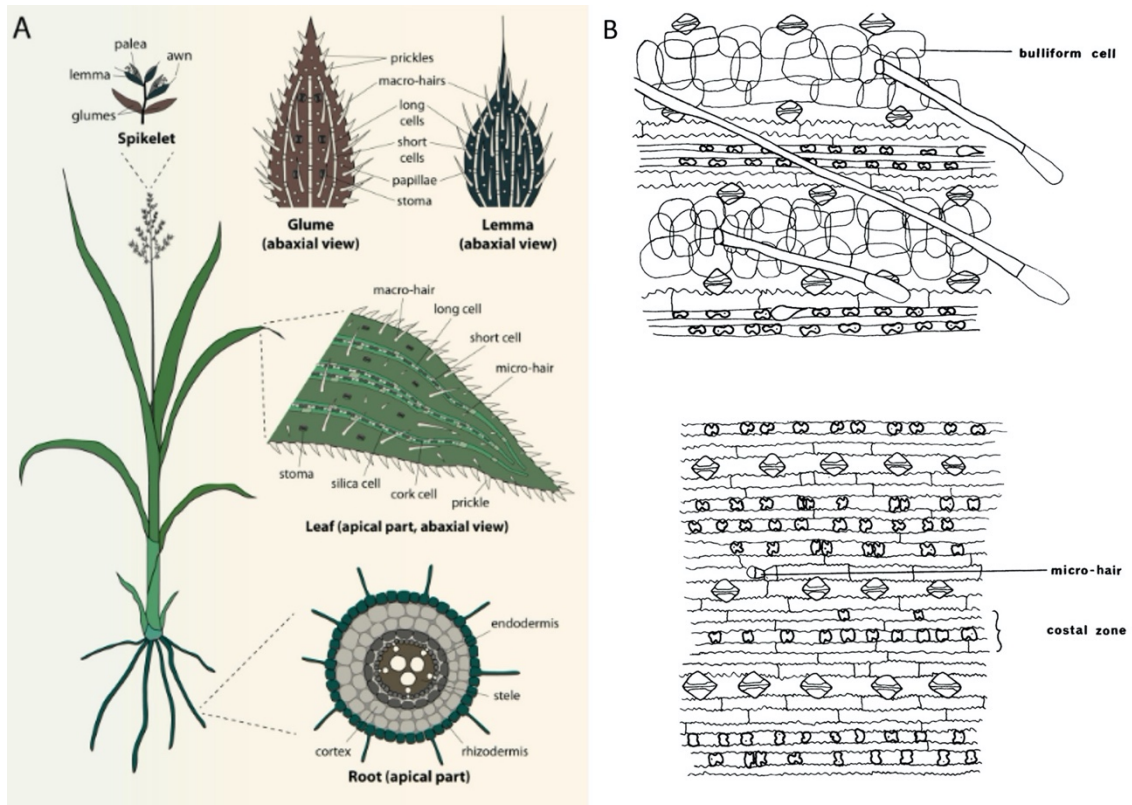 A
palea
awn
lemma
glumes
Spikelet
prickles
macro-hairs
long
cells
short
cells
papillae
stoma
Glume
(abaxial view)
Lemma
(abaxial view)
macro-hair
long cell
short cell
micro-hair
stoma
silica cell
cork cell
prickle
Leaf (apical part, abaxial view)
endodermis
stele
cortex
rhizodermis
Root (apical part)
B
bulliform cell
micro-hair
costal zone